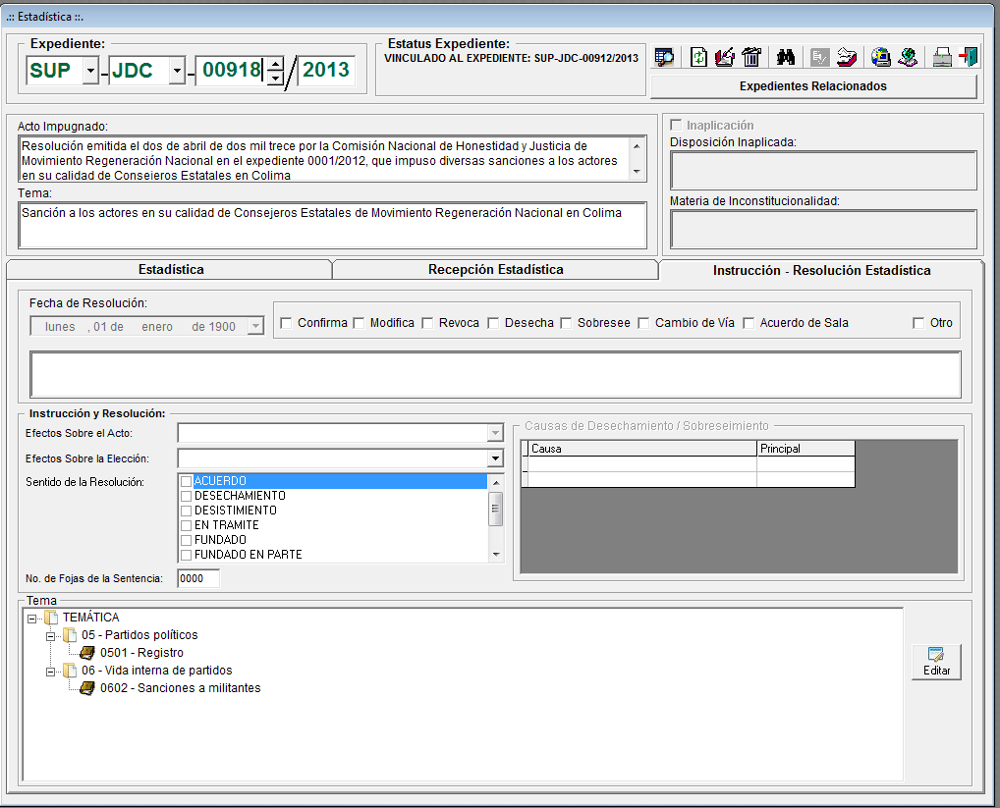 .:: Estadística ::.
Expediente:
SUP - JDC - 00918 / 2013
Estatus Expediente:
VINCULADO AL EXPEDIENTE: SUP-JDC-00912/2013
Expedientes Relacionados
Acto Impugnado:
Resolución emitida el dos de abril de dos mil trece por la Comisión Nacional de Honestidad y Justicia de
Movimiento Regeneración Nacional en el expediente 0001/2012, que impuso diversas sanciones a los actores
en su calidad de Consejeros Estatales en Colima
Tema:
Sanción a los actores en su calidad de Consejeros Estatales de Movimiento Regeneración Nacional en Colima
Inaplicación
Disposición Inaplicada:
Materia de Inconstitucionalidad:
Estadística
Recepción Estadística
Instrucción - Resolución Estadística
Fecha de Resolución:
lunes , 01 de enero de 1900
Confirma Modifica Revoca Desecha Sobresee Cambio de Vía Acuerdo de Sala Otro
Instrucción y Resolución:
Efectos Sobre el Acto:
Efectos Sobre la Elección:
Sentido de la Resolución:
ACUERDO
DESECHAMIENTO
DESISTIMIENTO
EN TRAMITE
FUNDADO
FUNDADO EN PARTE
No. de Fojas de la Sentencia: 0000
Causas de Desechamiento / Sobreseimiento
Causa Principal
Tema
TEMÁTICA
05 - Partidos políticos
0501 - Registro
06 - Vida interna de partidos
0602 - Sanciones a militantes
Editar